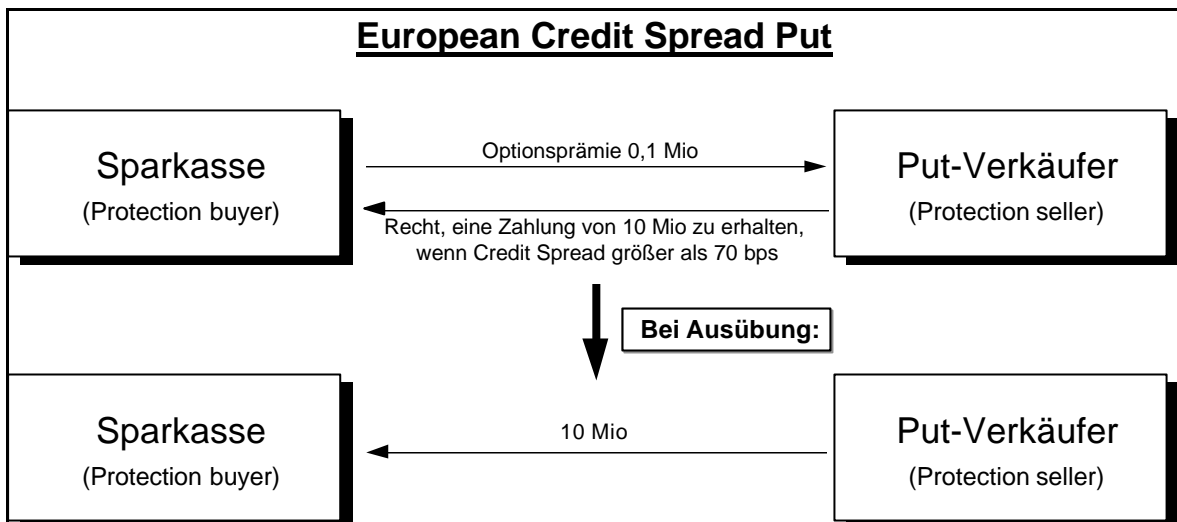 European Credit Spread Put
Sparkasse
(Protection buyer)
Optionsprämie 0,1 Mio
Recht, eine Zahlung von 10 Mio zu erhalten,
wenn Credit Spread größer als 70 bps
Put-Verkäufer
(Protection seller)
Bei Ausübung:
Sparkasse
(Protection buyer)
10 Mio
Put-Verkäufer
(Protection seller)